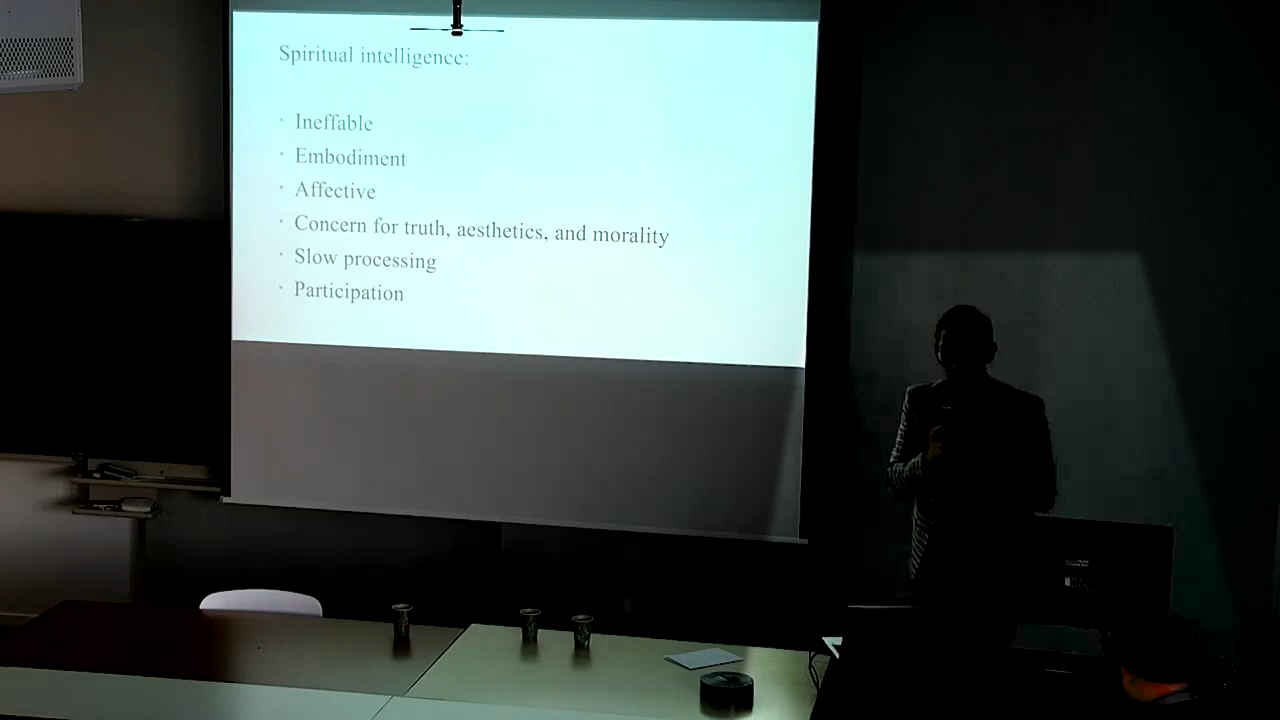 Spiritual intelligence:
· Ineffable
· Embodiment
· Affective
· Concern for truth, aesthetics, and morality
· Slow processing
· Participation